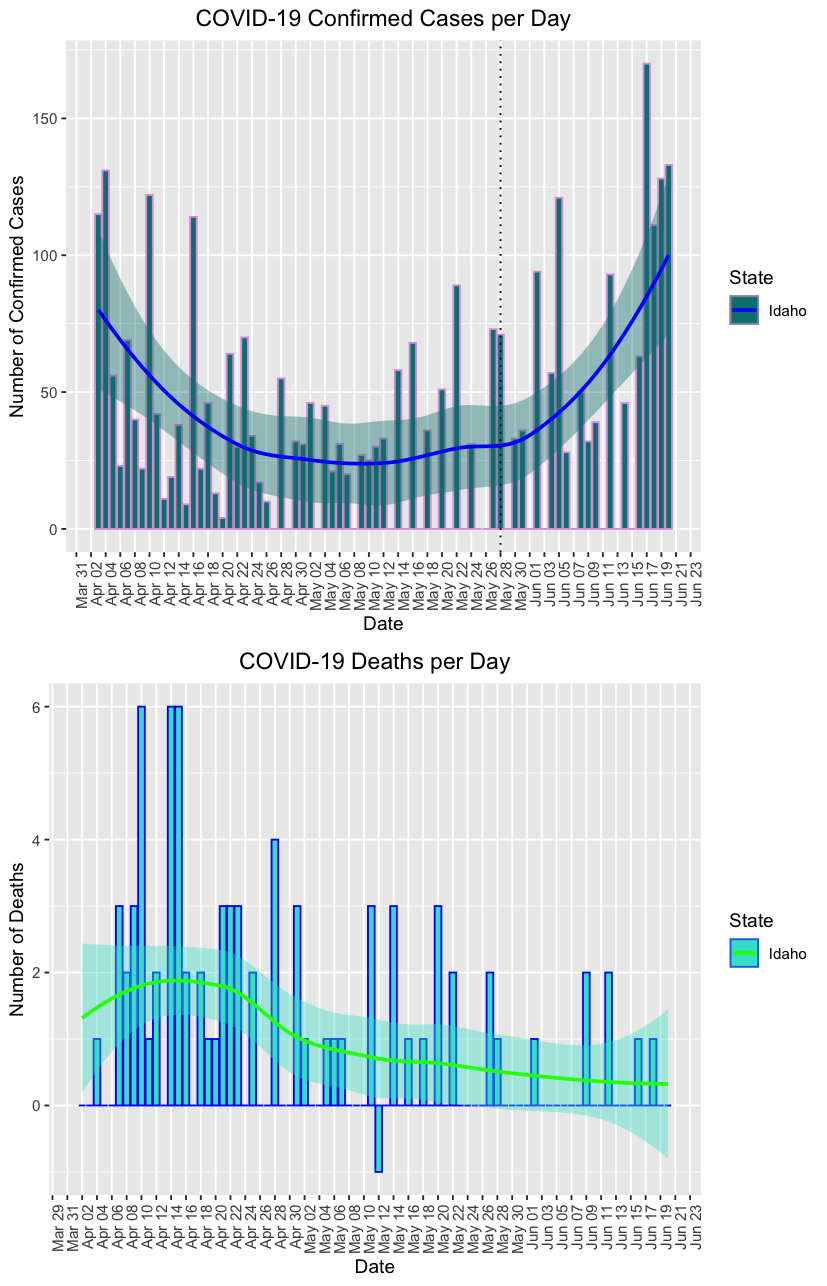 COVID-19 Confirmed Cases per Day
Number of Confirmed Cases
150
100
50
0
Mar 31
Apr 02
Apr 04
Apr 06
Apr 08
Apr 10
Apr 12
Apr 14
Apr 16
Apr 18
Apr 20
Apr 22
Apr 24
Apr 26
Apr 28
Apr 30
May 02
May 04
May 06
May 08
May 10
May 12
May 14
May 16
May 18
May 20
May 22
May 24
May 26
May 28
May 30
Jun 01
Jun 03
Jun 05
Jun 07
Jun 09
Jun 11
Jun 13
Jun 15
Jun 17
Jun 19
Jun 21
Jun 23
Date
State
Idaho
COVID-19 Deaths per Day
Number of Deaths
6
4
2
0
Mar 29
Mar 31
Apr 02
Apr 04
Apr 06
Apr 08
Apr 10
Apr 12
Apr 14
Apr 16
Apr 18
Apr 20
Apr 22
Apr 24
Apr 26
Apr 28
Apr 30
May 02
May 04
May 06
May 08
May 10
May 12
May 14
May 16
May 18
May 20
May 22
May 24
May 26
May 28
May 30
Jun 01
Jun 03
Jun 05
Jun 07
Jun 09
Jun 11
Jun 13
Jun 15
Jun 17
Jun 19
Jun 21
Jun 23
Date
State
Idaho